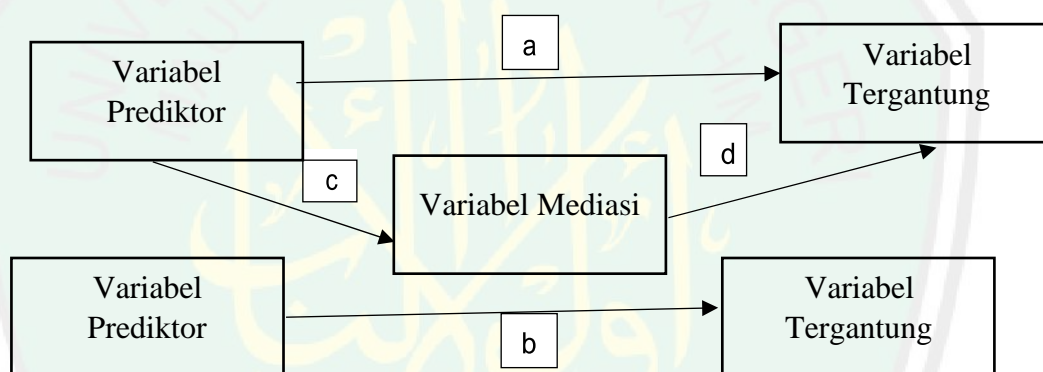 a
Variabel
Prediktor
Variabel
Tergantung
c
d
Variabel Mediasi
Variabel
Prediktor
b
Variabel
Tergantung